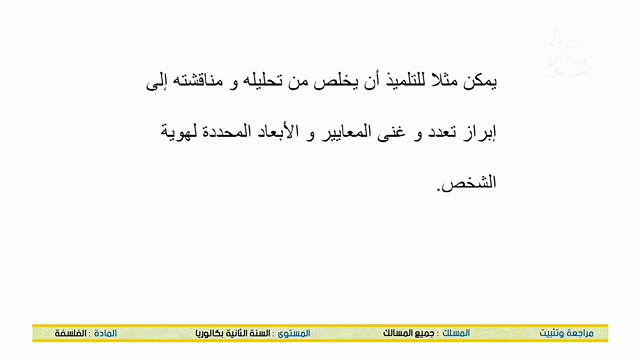 يمكن مثلا للتلميذ أن يخلص من تحليله و مناقشته إلى
إبراز تعدد و غنى المعايير و الأبعاد المحددة لهوية
الشخص.
مراجعة وتثبيت المسلك : جميع المسالك المستوى : السنة الثانية بكالوريا المادة : الفلسفة